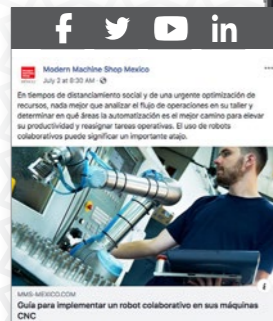 Modern Machine Shop Mexico
July 2 at 8:30 AM ·
En tiempos de distanciamiento social y de una urgente optimización de
recursos, nada mejor que analizar el flujo de operaciones en su taller y
determinar en qué áreas la automatización es el mejor camino para elevar
su productividad y reasignar tareas operativas. El uso de robots
colaborativos puede significar un importante atajo.
MMS-MEXICO.COM
Guía para implementar un robot colaborativo en sus máquinas
CNC